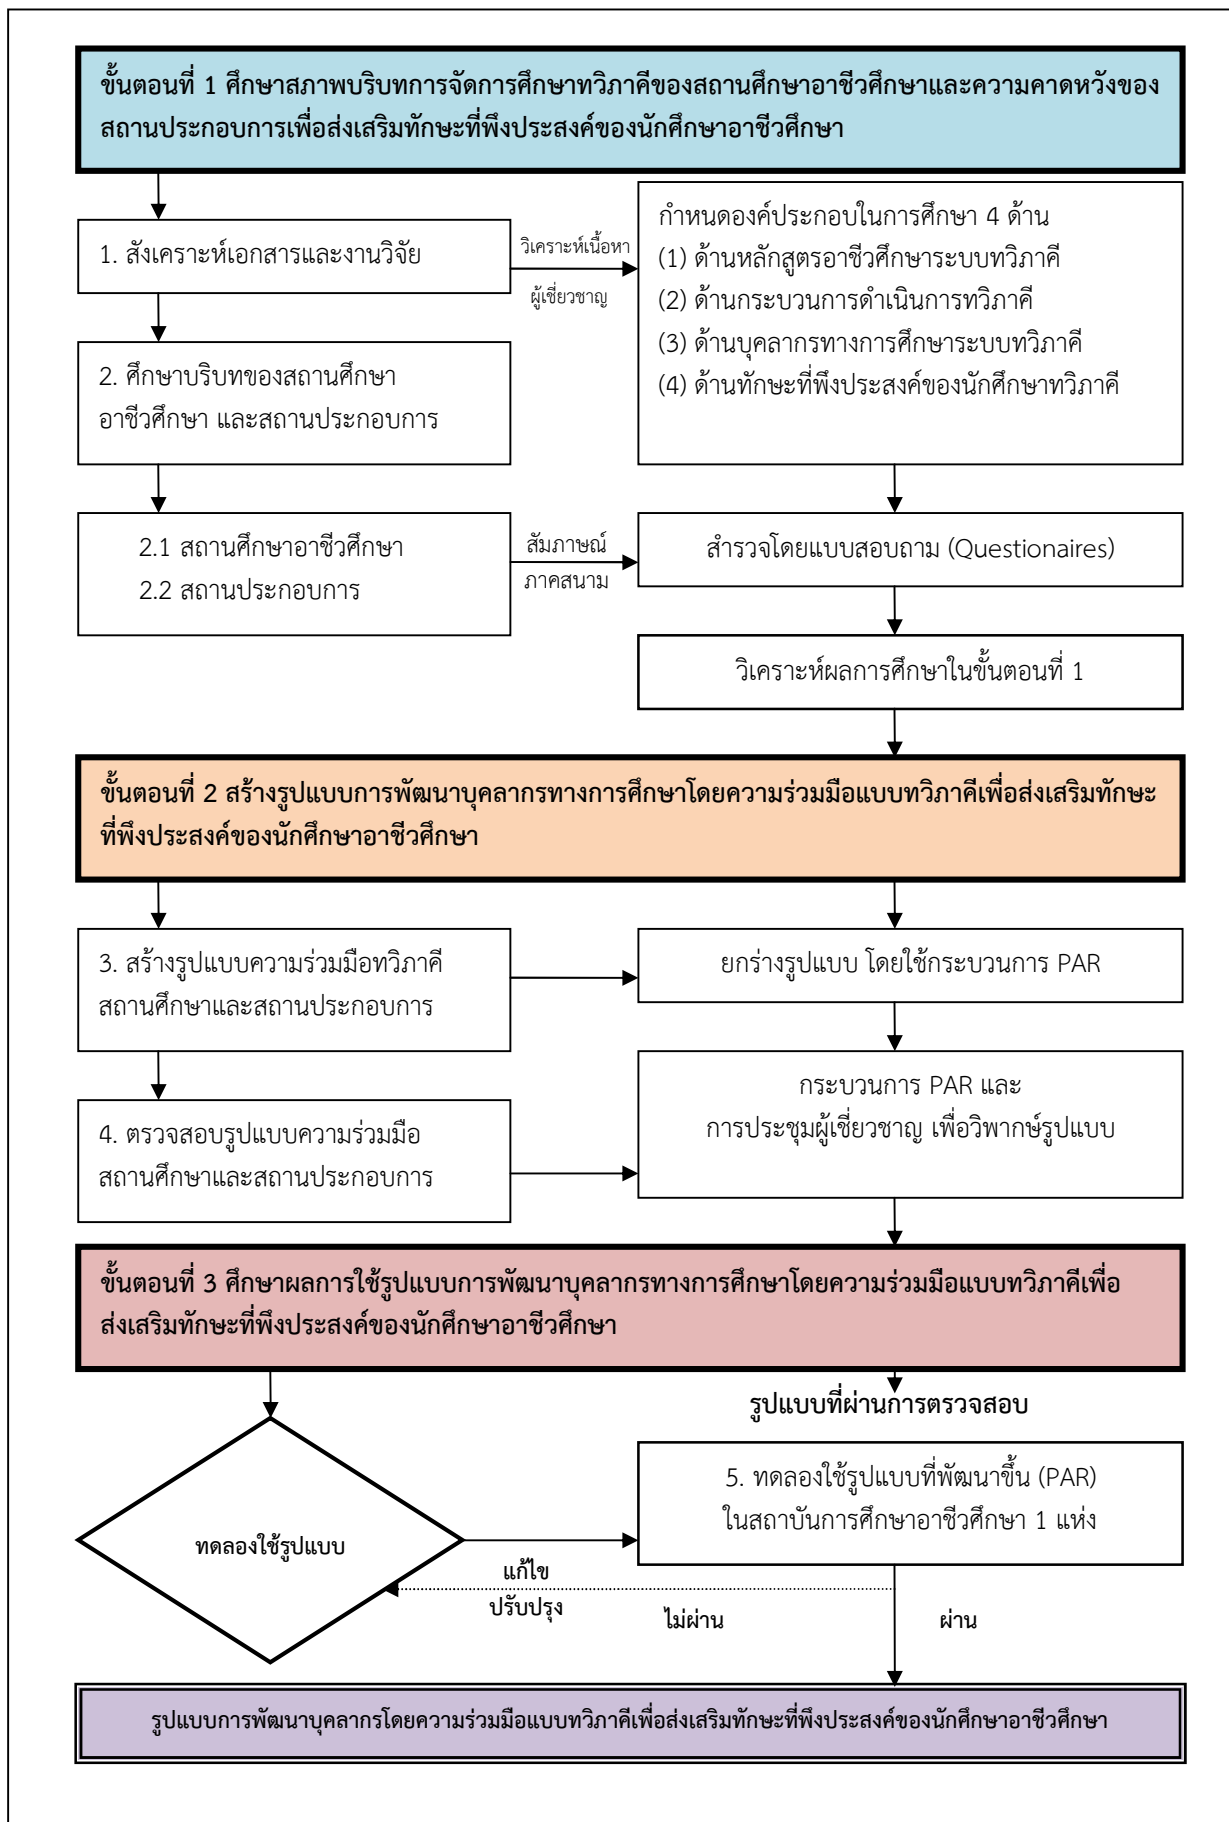 ขั้นตอนที่ 1 ศึกษาสภาพบริบทการจัดการศึกษาทวิภาคีของสถานศึกษาอาชีวศึกษาและความคาดหวังของ
สถานประกอบการเพื่อส่งเสริมทักษะที่พึงประสงค์ของนักศึกษาอาชีวศึกษา
1. สังเคราะห์เอกสารและงานวิจัย
วิเคราะห์เนื้อหา
ผู้เชี่ยวชาญ
กำหนดองค์ประกอบในการศึกษา 4 ด้าน
(1) ด้านหลักสูตรอาชีวศึกษาระบบทวิภาคี
(2) ด้านกระบวนการดำเนินการทวิภาคี
(3) ด้านบุคลากรทางการศึกษาระบบทวิภาคี
(4) ด้านทักษะที่พึงประสงค์ของนักศึกษาทวิภาคี
2. ศึกษาบริบทของสถานศึกษา
อาชีวศึกษา และสถานประกอบการ
2.1 สถานศึกษาอาชีวศึกษา
2.2 สถานประกอบการ
สัมภาษณ์
ภาคสนาม
สำรวจโดยแบบสอบถาม (Questionaires)
วิเคราะห์ผลการศึกษาในขั้นตอนที่ 1
ขั้นตอนที่ 2 สร้างรูปแบบการพัฒนาบุคลากรทางการศึกษาโดยความร่วมมือแบบทวิภาคีเพื่อส่งเสริมทักษะ
ที่พึงประสงค์ของนักศึกษาอาชีวศึกษา
3. สร้างรูปแบบความร่วมมือทวิภาคี
สถานศึกษาและสถานประกอบการ
ยกร่างรูปแบบ โดยใช้กระบวนการ PAR
4. ตรวจสอบรูปแบบความร่วมมือ
สถานศึกษาและสถานประกอบการ
กระบวนการ PAR และ
การประชุมผู้เชี่ยวชาญ เพื่อวิพากษ์รูปแบบ
ขั้นตอนที่ 3 ศึกษาผลการใช้รูปแบบการพัฒนาบุคลากรทางการศึกษาโดยความร่วมมือแบบทวิภาคีเพื่อ
ส่งเสริมทักษะที่พึงประสงค์ของนักศึกษาอาชีวศึกษา
รูปแบบที่ผ่านการตรวจสอบ
ทดลองใช้รูปแบบ
5. ทดลองใช้รูปแบบที่พัฒนาขึ้น (PAR)
ในสถาบันการศึกษาอาชีวศึกษา 1 แห่ง
แก้ไข
ปรับปรุง
ไม่ผ่าน
ผ่าน
รูปแบบการพัฒนาบุคลากรโดยความร่วมมือแบบทวิภาคีเพื่อส่งเสริมทักษะที่พึงประสงค์ของนักศึกษาอาชีวศึกษา